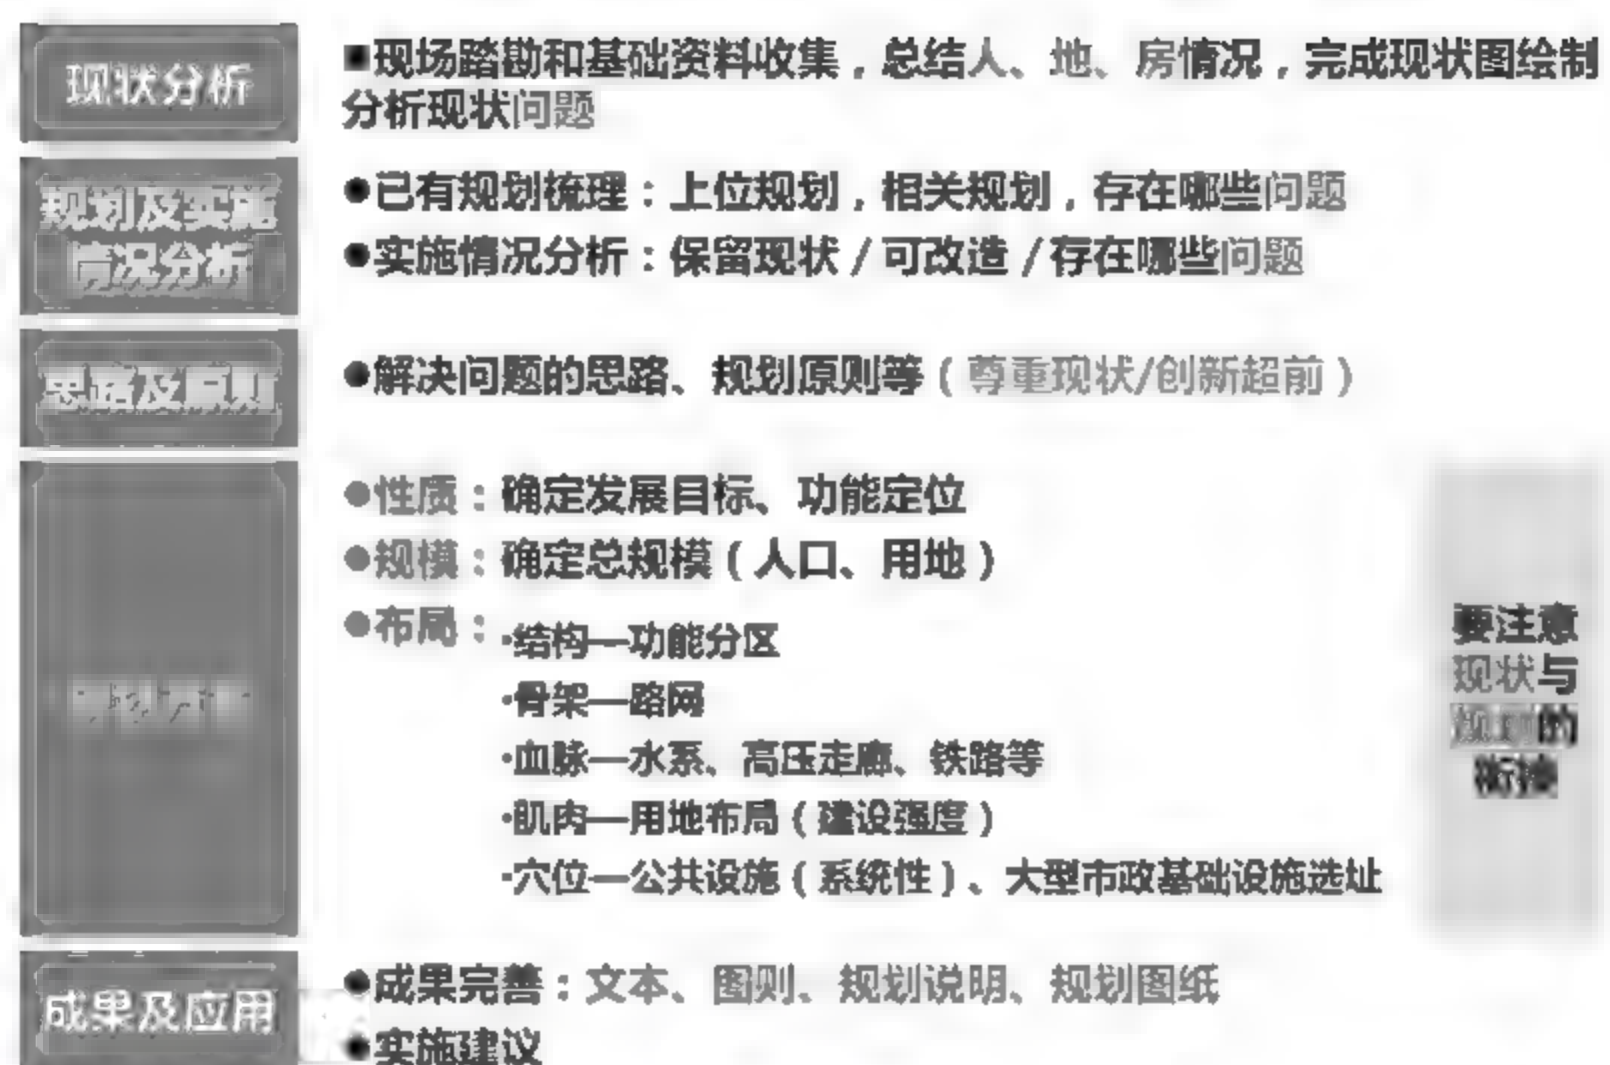 现状分析
■现场踏勘和基础资料收集，总结人、地、房情况，完成现状图绘制
分析现状问题
规划及实施
情况分析
●已有规划梳理：上位规划，相关规划，存在哪些问题
●实施情况分析：保留现状/可改造/存在哪些问题
思路及原则
●解决问题的思路、规划原则等（尊重现状/创新超前）
●性质：确定发展目标、功能定位
●规模：确定总规模（人口、用地）
●布局：
·结构—功能分区
·骨架—路网
·血脉—水系、高压走廊、铁路等
·肌肉—用地布局（建设强度）
·穴位—公共设施（系统性）、大型市政基础设施选址
要注意
现状与
规划的
衔接
成果及应用
●成果完善：文本、图则、规划说明、规划图纸
●实施建议